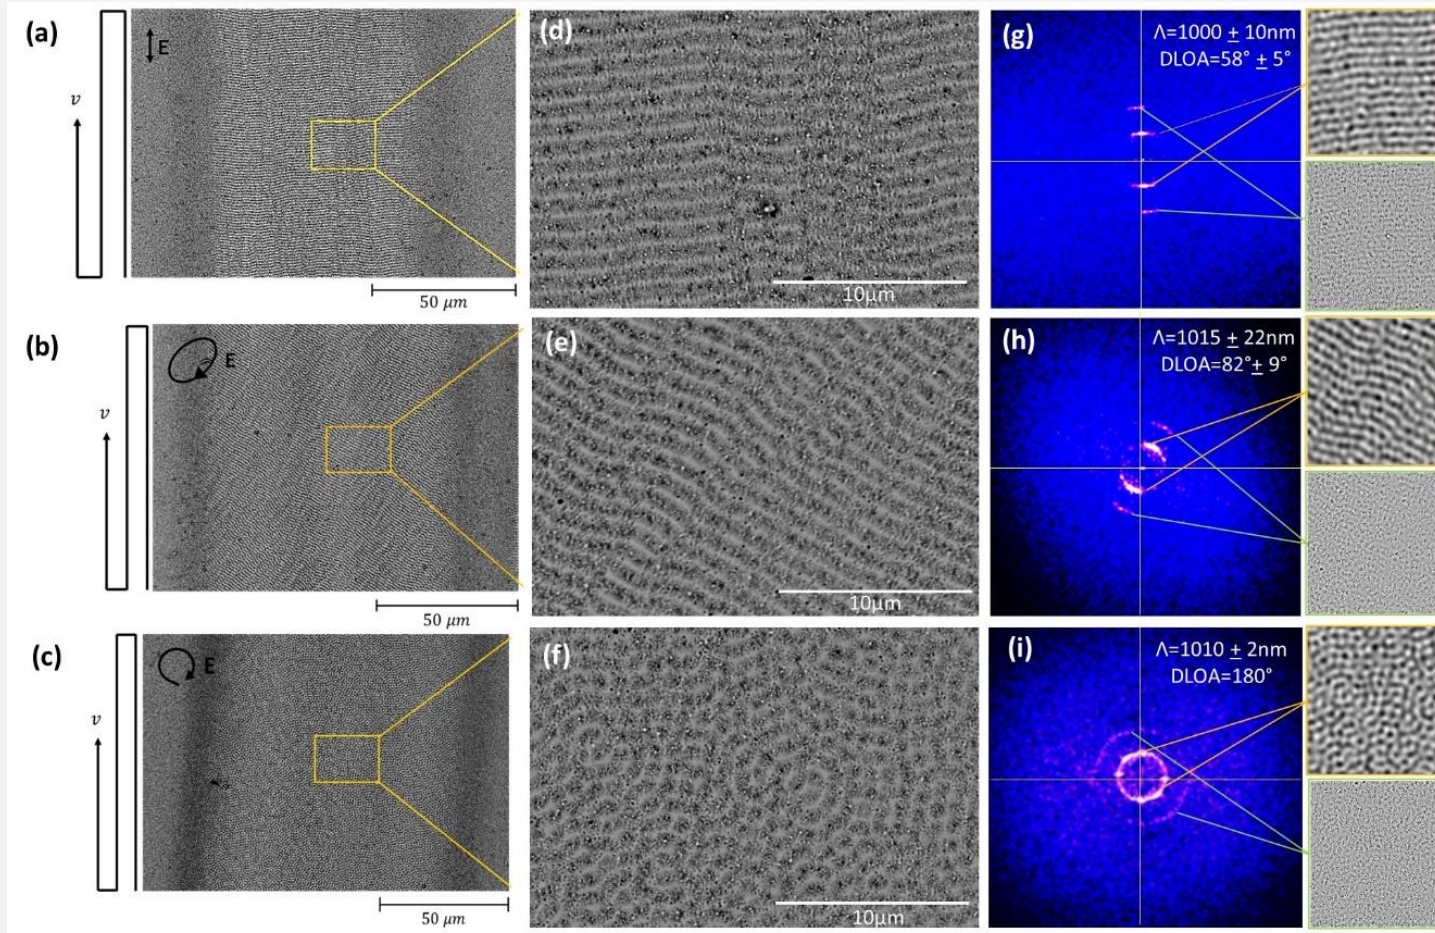 (a)
E
v
50 μm
(d)
10μm
(g)
Λ=1000 ± 10nm
DLOA=58° ± 5°
(b)
E
v
50 μm
(e)
10μm
(h)
Λ=1015 ± 22nm
DLOA=82°± 9°
(c)
E
v
50 μm
(f)
10μm
(i)
Λ=1010 ± 2nm
DLOA=180°